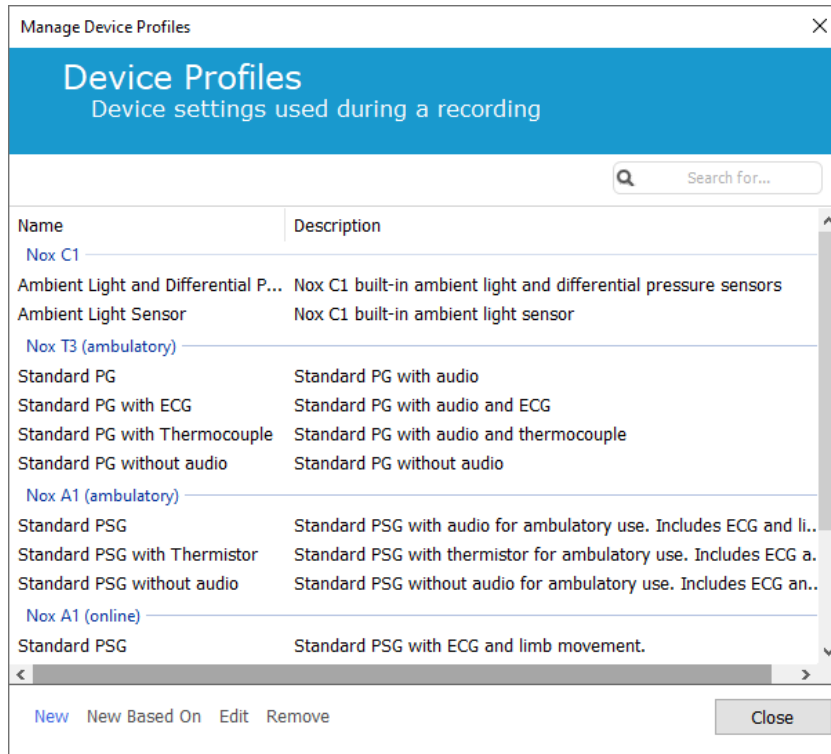 Manage Device Profiles
Device Profiles
Device settings used during a recording
Search for...
Name Description
Nox C1
Ambient Light and Differential P... Nox C1 built-in ambient light and differential pressure sensors
Ambient Light Sensor Nox C1 built-in ambient light sensor
Nox T3 (ambulatory)
Standard PG Standard PG with audio
Standard PG with ECG Standard PG with audio and ECG
Standard PG with Thermocouple Standard PG with audio and thermocouple
Standard PG without audio Standard PG without audio
Nox A1 (ambulatory)
Standard PSG Standard PSG with audio for ambulatory use. Includes ECG and li..
Standard PSG with Thermistor Standard PSG with thermistor for ambulatory use. Includes ECG a.
Standard PSG without audio Standard PSG without audio for ambulatory use. Includes ECG an..
Nox A1 (online)
Standard PSG Standard PSG with ECG and limb movement.
New New Based On Edit Remove Close